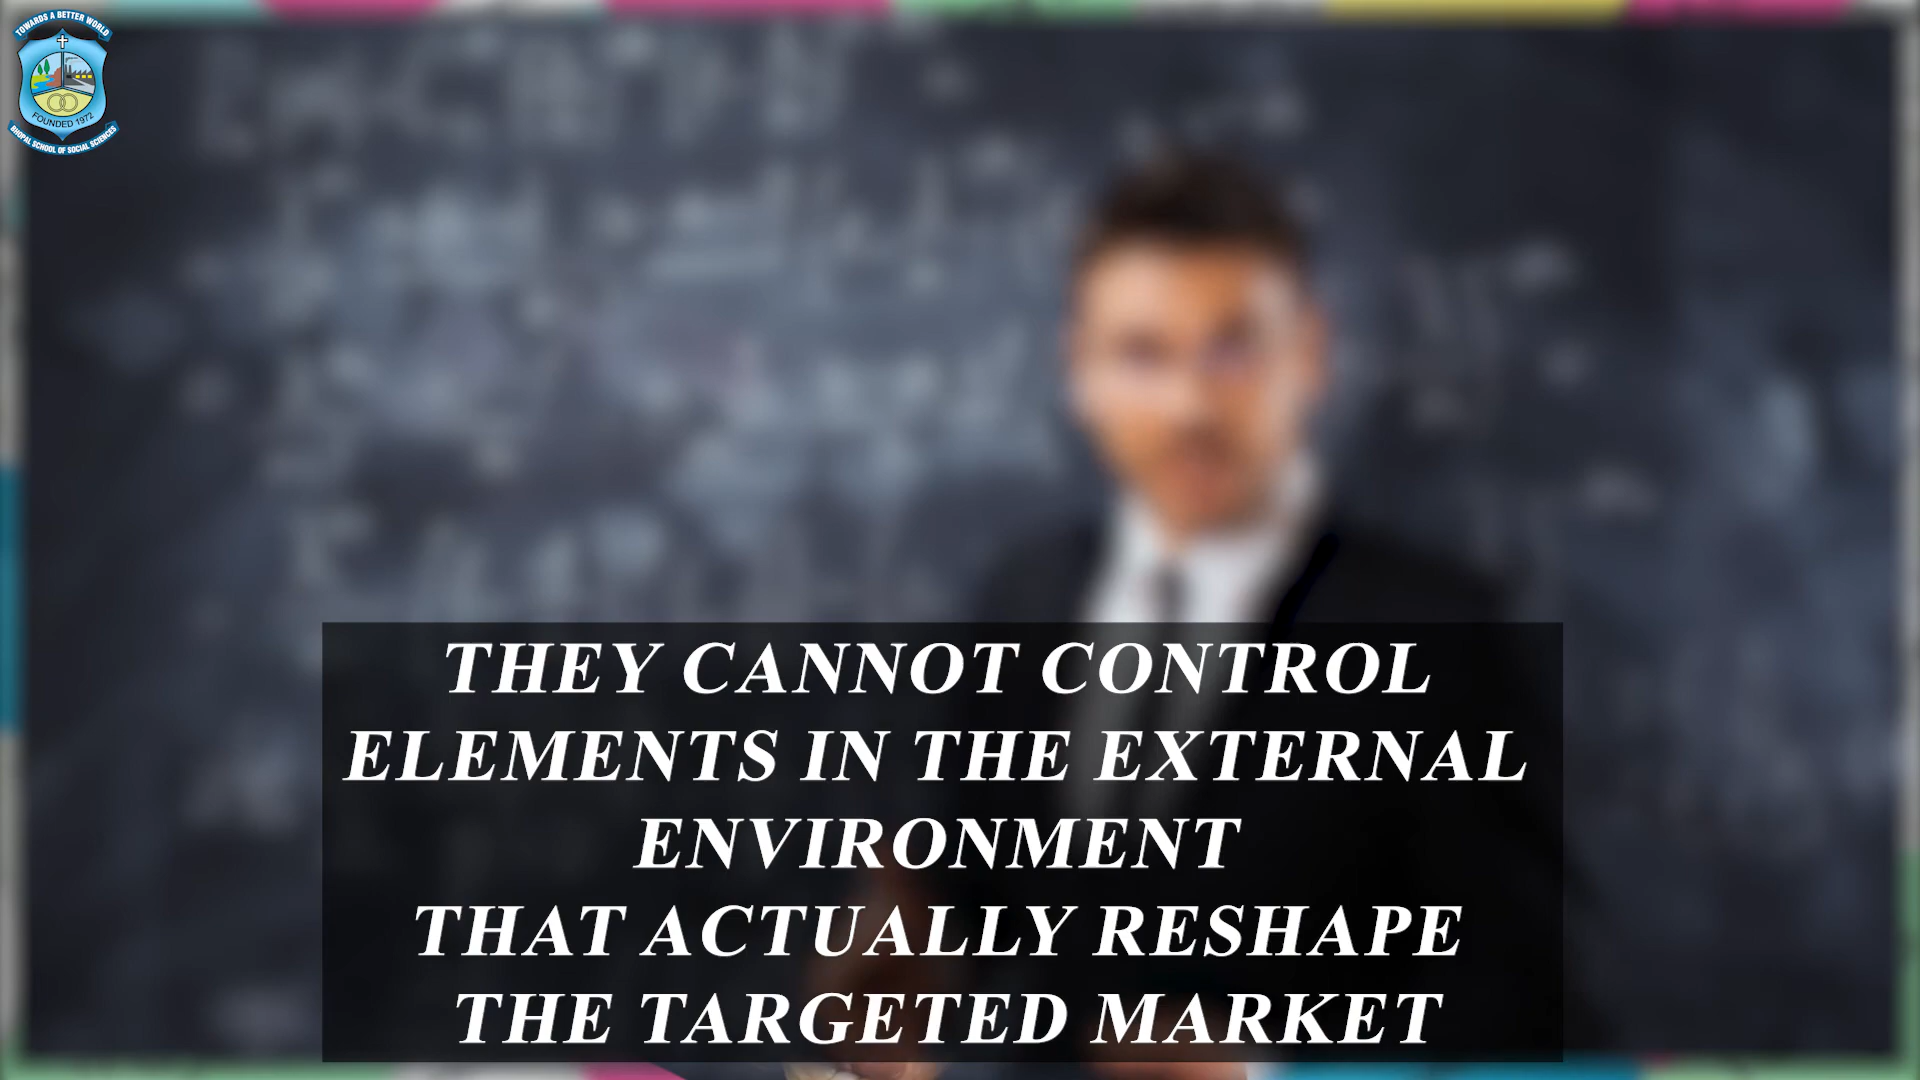 TOWARDS A BETTER WORLD
FOUNDED 1972
BHOPAL SCHOOL OF SOCIAL SCIENCES
THEY CANNOT CONTROL
ELEMENTS IN THE EXTERNAL
ENVIRONMENT
THAT ACTUALLY RESHAPE
THE TARGETED MARKET